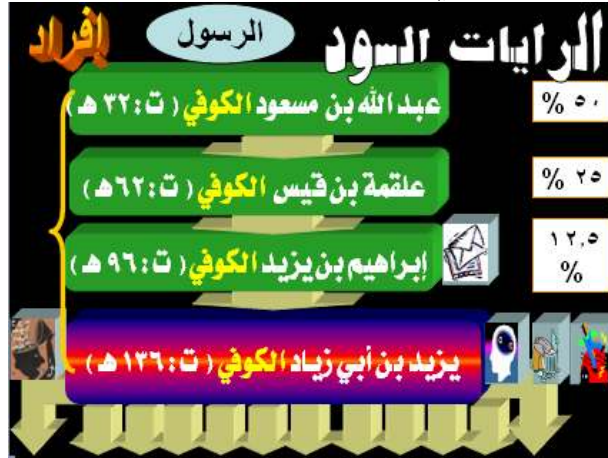 الرايات السود
الرسول
إفراد
عبد الله بن مسعود الكوفي ( ت : ٣٢ هـ )
٥٠ %
علقمة بن قيس الكوفي ( ت : ٦٢ هـ )
٢٥ %
إبراهيم بن يزيد الكوفي ( ت : ٩٦ هـ )
١٢,٥
%
يزيد بن أبي زياد الكوفي ( ت : ١٣٦ هـ )